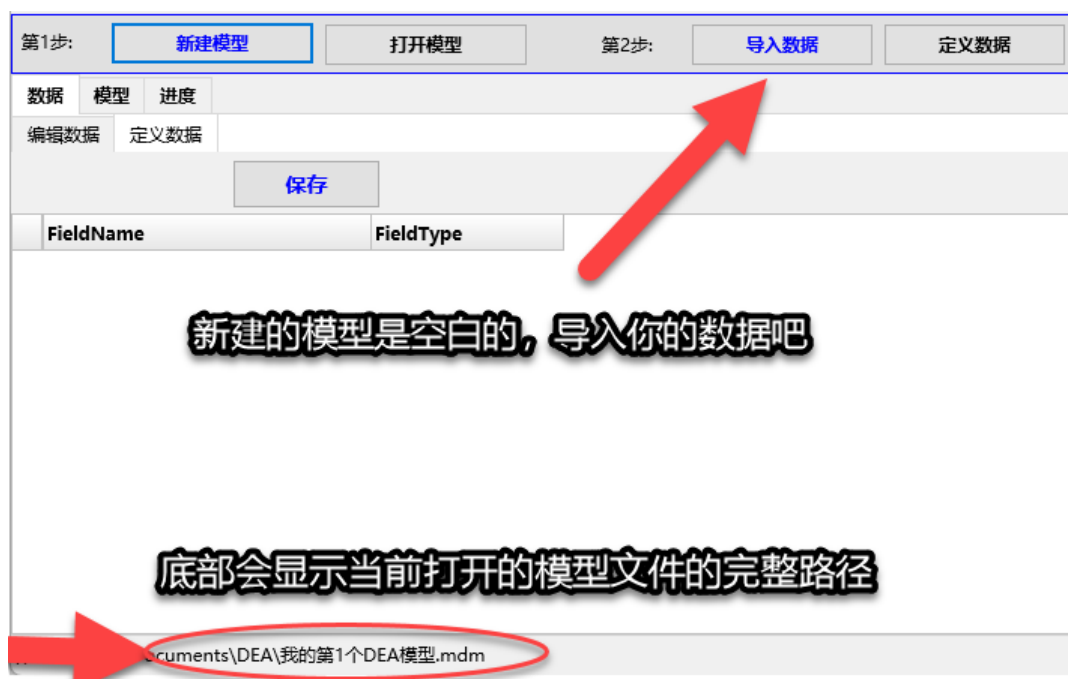 第1步: 新建模型 打开模型 第2步: 导入数据 定义数据
数据 模型 进度
编辑数据 定义数据
保存
FieldName FieldType
新建的模型是空白的，导入你的数据吧
底部会显示当前打开的模型文件的完整路径
ocuments\DEA\我的第1个DEA模型.mdm